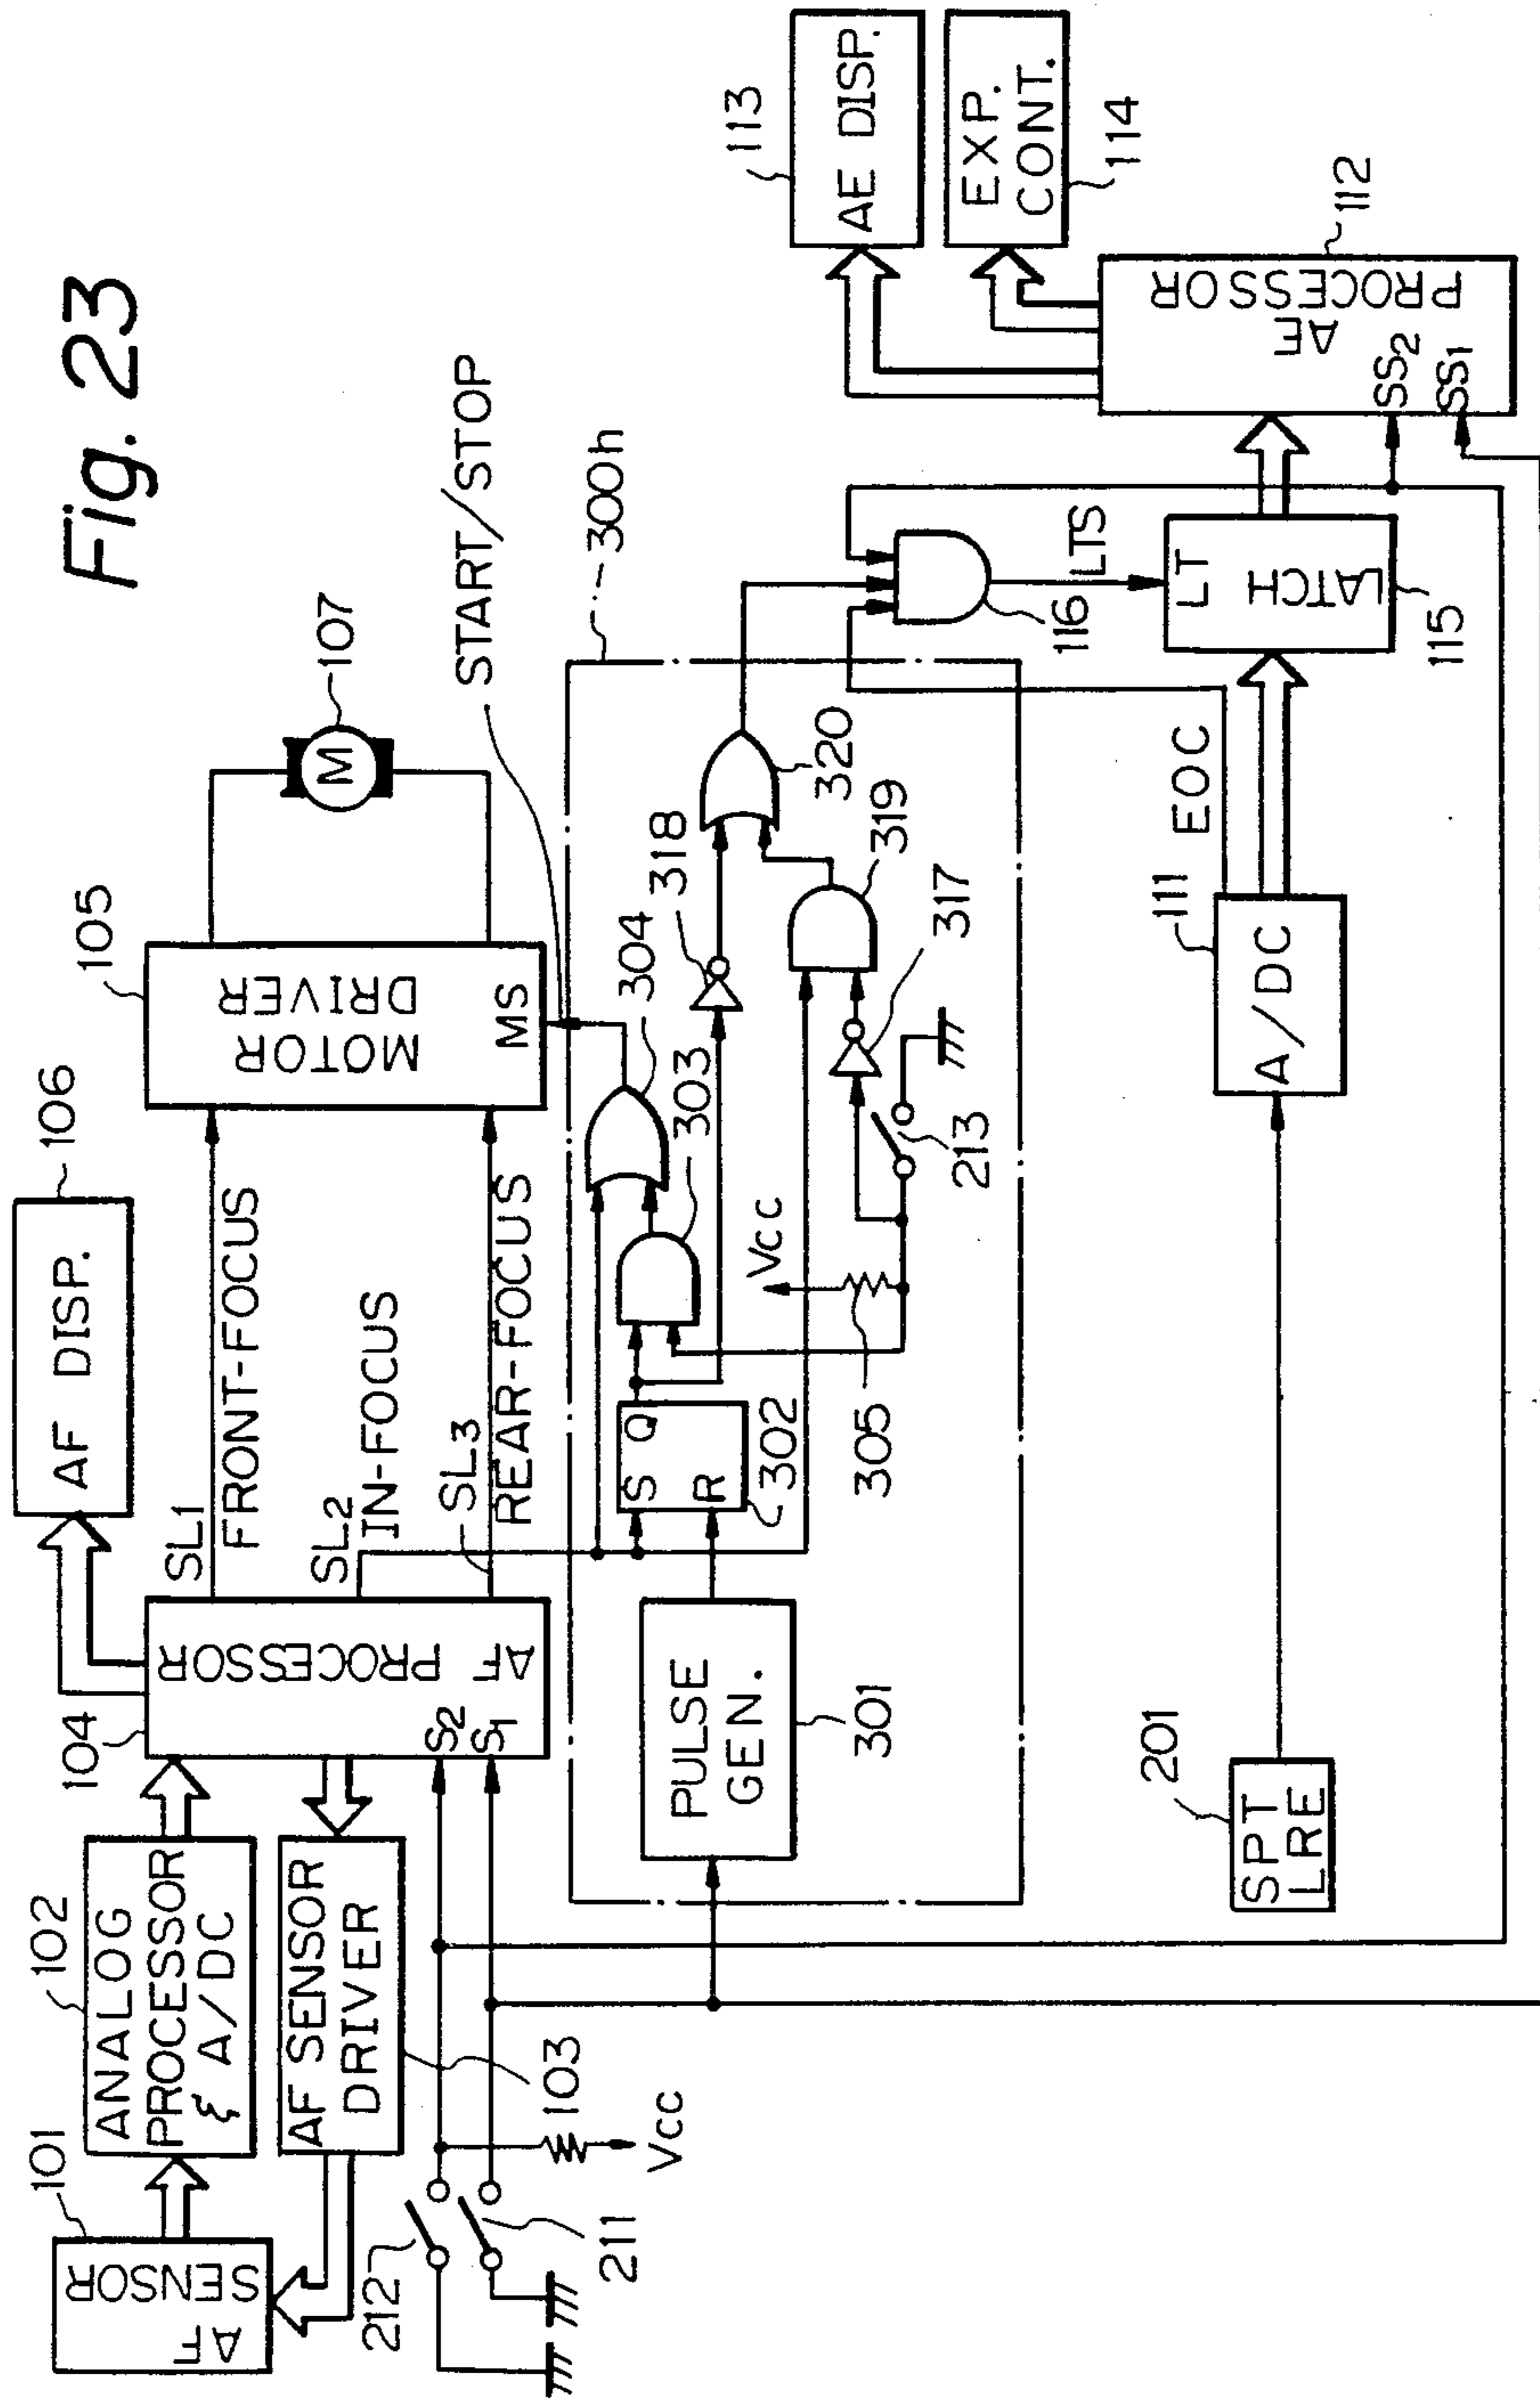 Fig. 23
101
AF
SENSOR
102
ANALOG
PROCESSOR
& A/DC
AF SENSOR
DRIVER
103
104
AF PROCESSOR
S2
S1
AF DISP.
106
SL1
FRONT-FOCUS
SL2
IN-FOCUS
SL3
REAR-FOCUS
105
MOTOR
DRIVER
MS
M
107
START/STOP
300h
212
211
Vcc
PULSE
GEN.
301
S Q
R
302
303
304
305
Vcc
213
317
318
319
320
116
LTS
EOC
201
SPT
LRE
111
A/DC
LT
LATCH
115
AE
PROCESSOR
SS2
SS1
112
113
AE DISP.
EXP.
CONT.
114